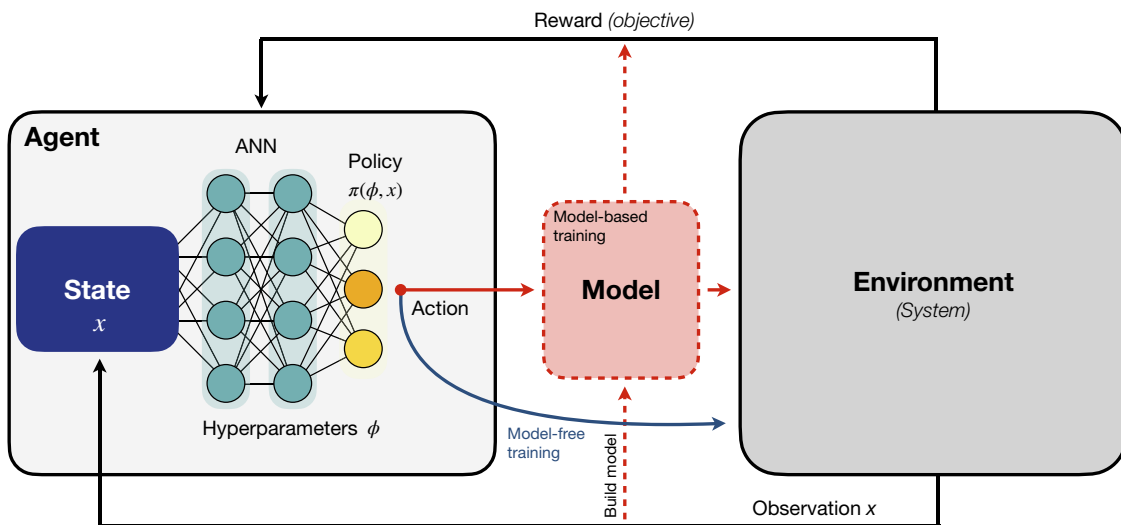 Reward (objective)
Agent
ANN
Policy
π(ϕ, x)
State
x
Hyperparameters ϕ
Action
Model-based
training
Model
Environment
(System)
Model-free
training
Build model
Observation x